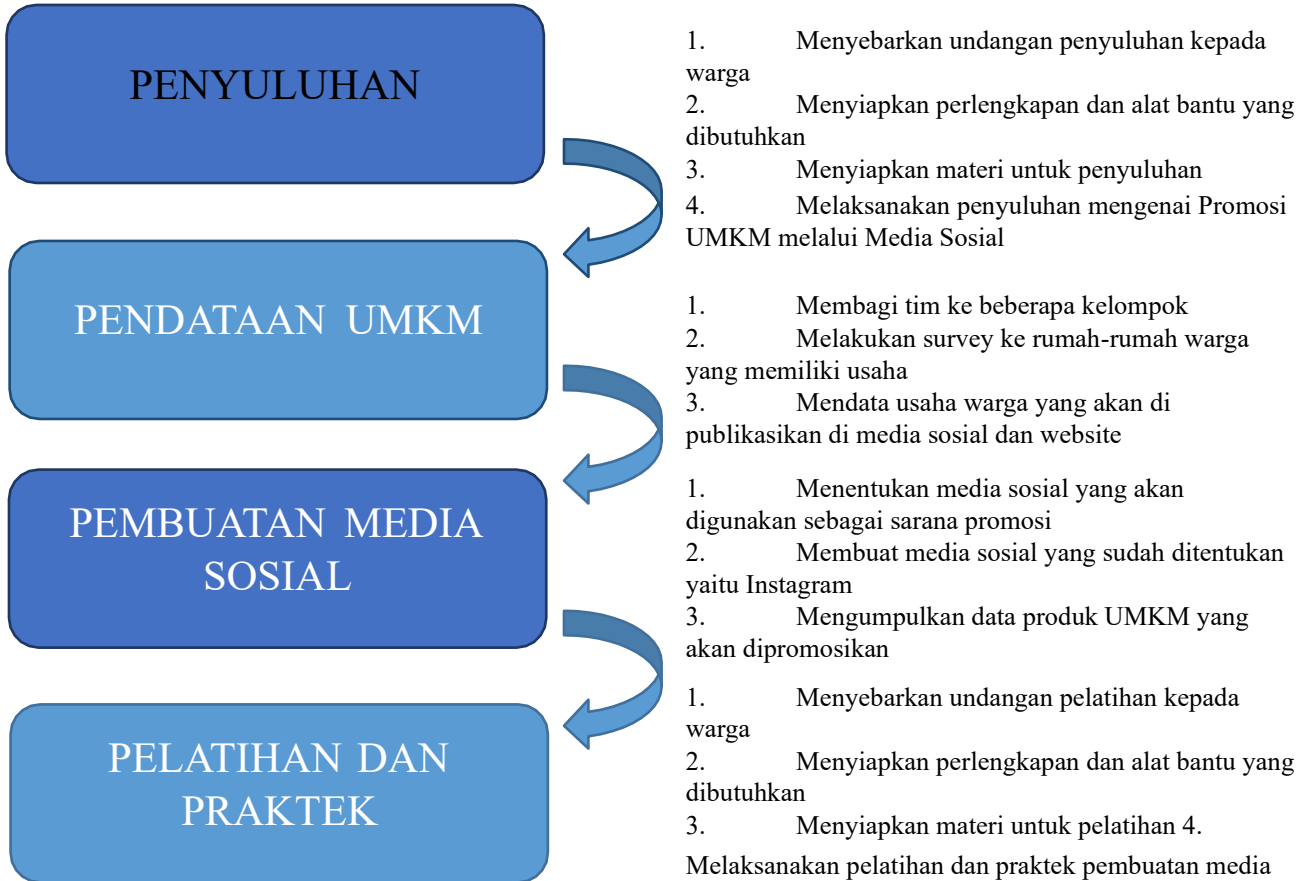 PENYULUHAN
1. Menyebarkan undangan penyuluhan kepada
warga
2. Menyiapkan perlengkapan dan alat bantu yang
dibutuhkan
3. Menyiapkan materi untuk penyuluhan
4. Melaksanakan penyuluhan mengenai Promosi
UMKM melalui Media Sosial
PENDATAAN UMKM
1. Membagi tim ke beberapa kelompok
2. Melakukan survey ke rumah-rumah warga
yang memiliki usaha
3. Mendata usaha warga yang akan di
publikasikan di media sosial dan website
PEMBUATAN MEDIA
SOSIAL
1. Menentukan media sosial yang akan
digunakan sebagai sarana promosi
2. Membuat media sosial yang sudah ditentukan
yaitu Instagram
3. Mengumpulkan data produk UMKM yang
akan dipromosikan
PELATIHAN DAN
PRAKTEK
1. Menyebarkan undangan pelatihan kepada
warga
2. Menyiapkan perlengkapan dan alat bantu yang
dibutuhkan
3. Menyiapkan materi untuk pelatihan 4.
Melaksanakan pelatihan dan praktek pembuatan media